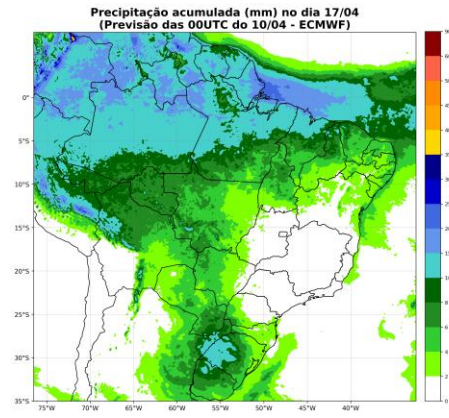 Precipitação acumulada (mm) no dia 17/04
(Previsão das 00UTC do 10/04 - ECMWF)
0°
5°S
10°S
15°S
20°S
25°S
30°S
35°S
75°W 70°W 65°W 60°W 55°W 50°W 45°W 40°W